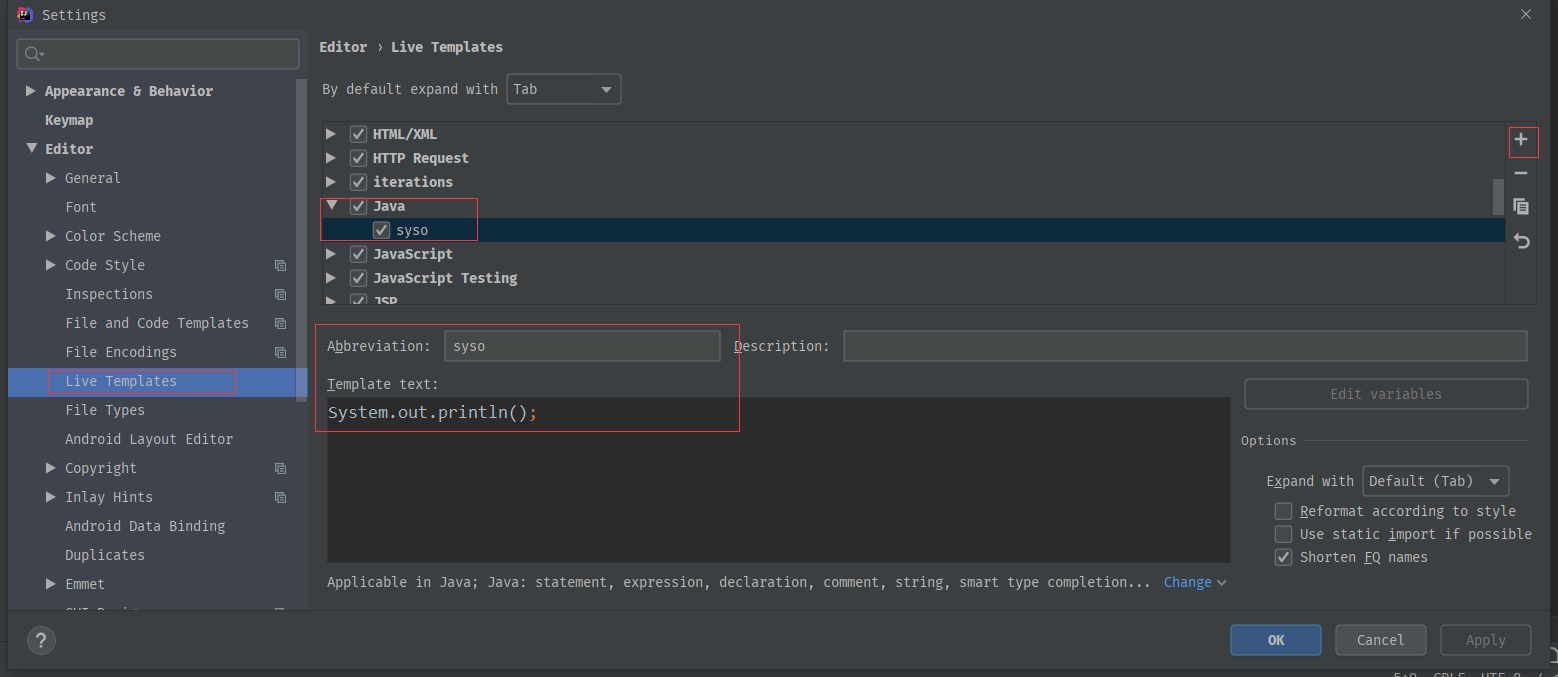 Settings
Appearance & Behavior
Keymap
Editor
General
Font
Color Scheme
Code Style
Inspections
File and Code Templates
File Encodings
Live Templates
File Types
Android Layout Editor
Copyright
Inlay Hints
Android Data Binding
Duplicates
Emmet
Editor › Live Templates
By default expand with Tab
HTML/XML
HTTP Request
iterations
Java
syso
JavaScript
JavaScript Testing
JSP
Abbreviation: syso Description:
Template text:
System.out.println();
Edit variables
Options
Expand with Default (Tab)
Reformat according to style
Use static import if possible
Shorten FQ names
Applicable in Java; Java: statement, expression, declaration, comment, string, smart type completion... Change
? OK Cancel Apply